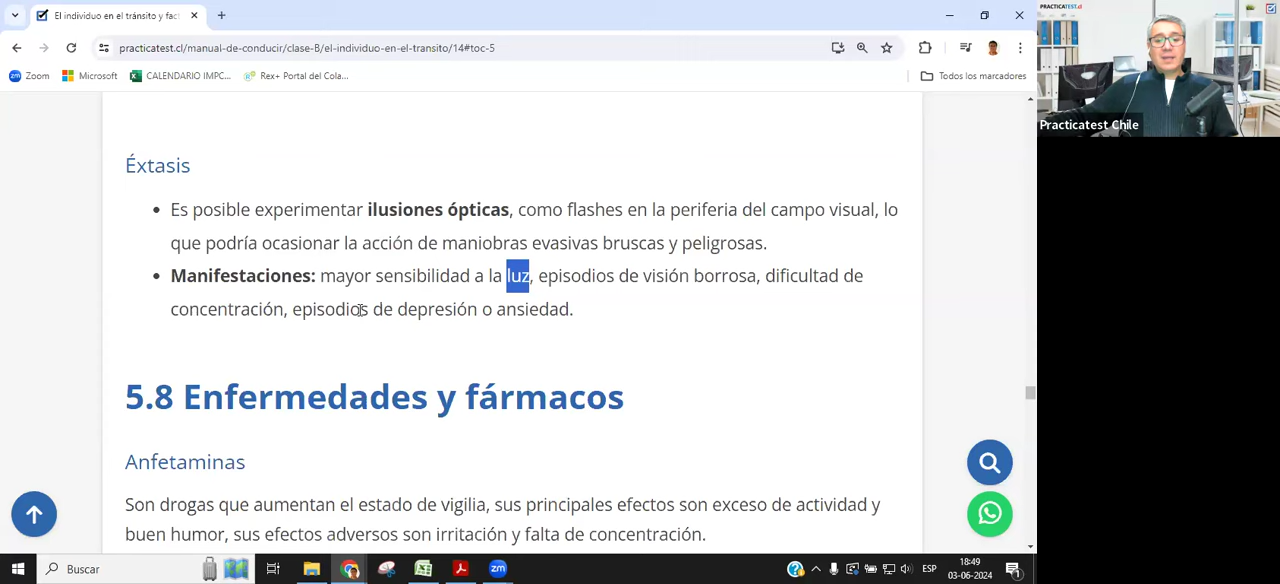 El individuo en el tránsito y fact
practicatest.cl/manual-de-conducir/clase-B/el-individuo-en-el-transito/14#toc-5
Zoom
Microsoft
CALENDARIO IMPC...
Rex+ Portal del Cola...
Todos los marcadores
PRACTICATEST.cl
Practicatest Chile
Éxtasis
• Es posible experimentar ilusiones ópticas, como flashes en la periferia del campo visual, lo
que podría ocasionar la acción de maniobras evasivas bruscas y peligrosas.
• Manifestaciones: mayor sensibilidad a la luz, episodios de visión borrosa, dificultad de
concentración, episodios de depresión o ansiedad.
5.8 Enfermedades y fármacos
Anfetaminas
Son drogas que aumentan el estado de vigilia, sus principales efectos son exceso de actividad y
buen humor, sus efectos adversos son irritación y falta de concentración.
Buscar
ESP
18:49
03-06-2024